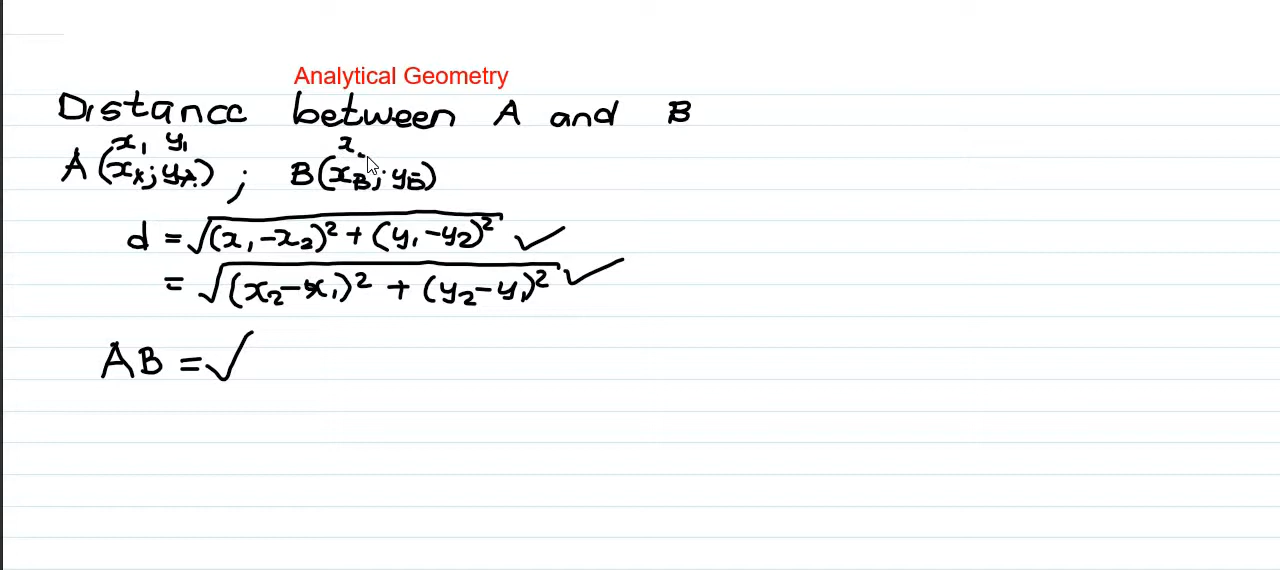 Analytical Geometry
Distance between A and B
x₁ y₁ x
A (x_A; y_A) ; B(x_B; y_B)
d = √((x₁ - x₂)² + (y₁ - y₂)²) ✓
= √((x₂ - x₁)² + (y₂ - y₁)²) ✓
AB = √